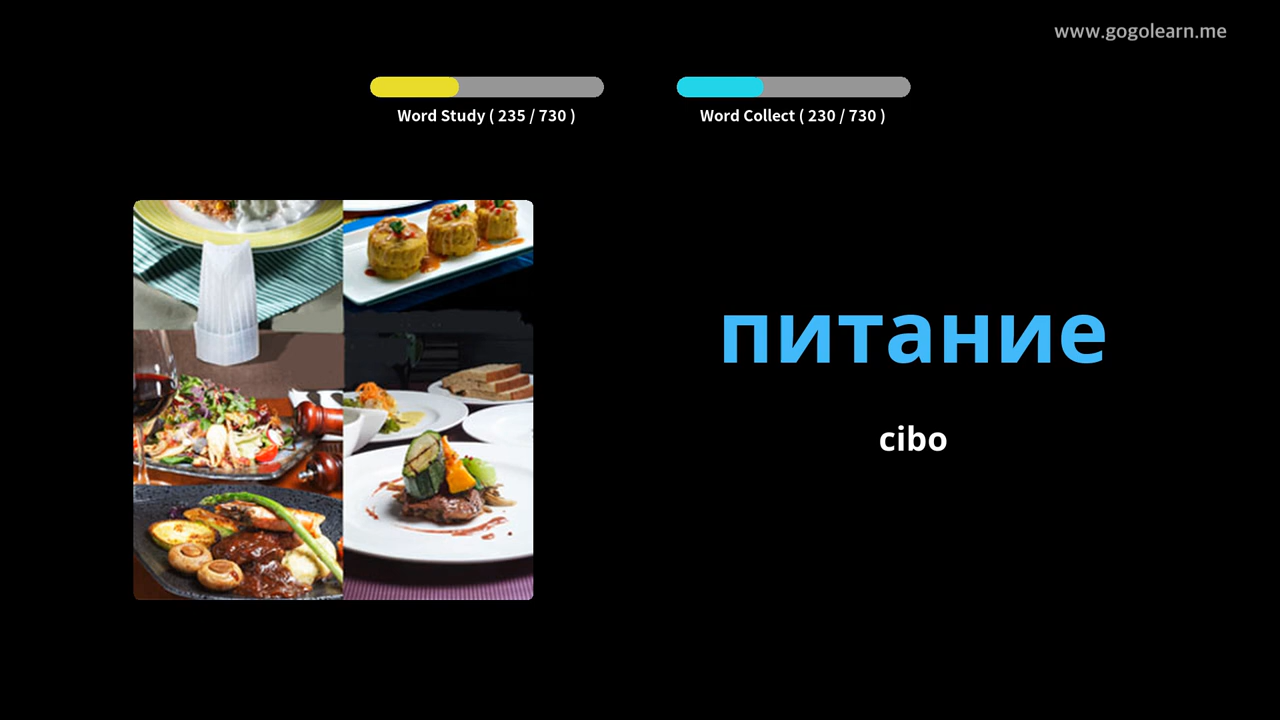 www.gogolearn.me
Word Study ( 235 / 730 )
Word Collect ( 230 / 730 )
питание
cibo